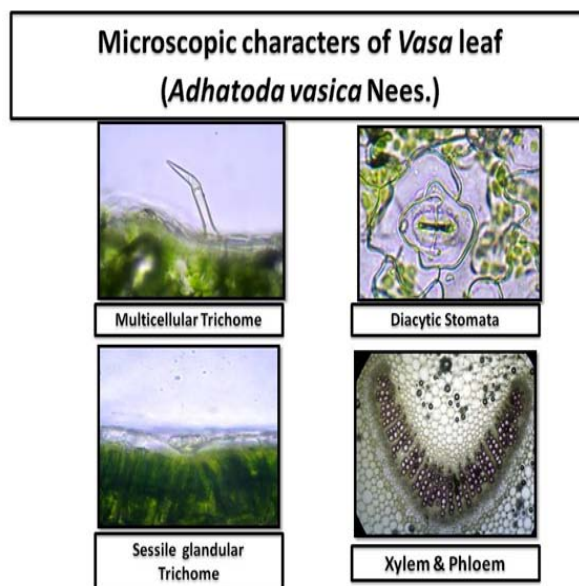 Microscopic characters of Vasa leaf
(Adhatoda vasica Nees.)
Multicellular Trichome
Diacytic Stomata
Sessile glandular
Trichome
Xylem & Phloem